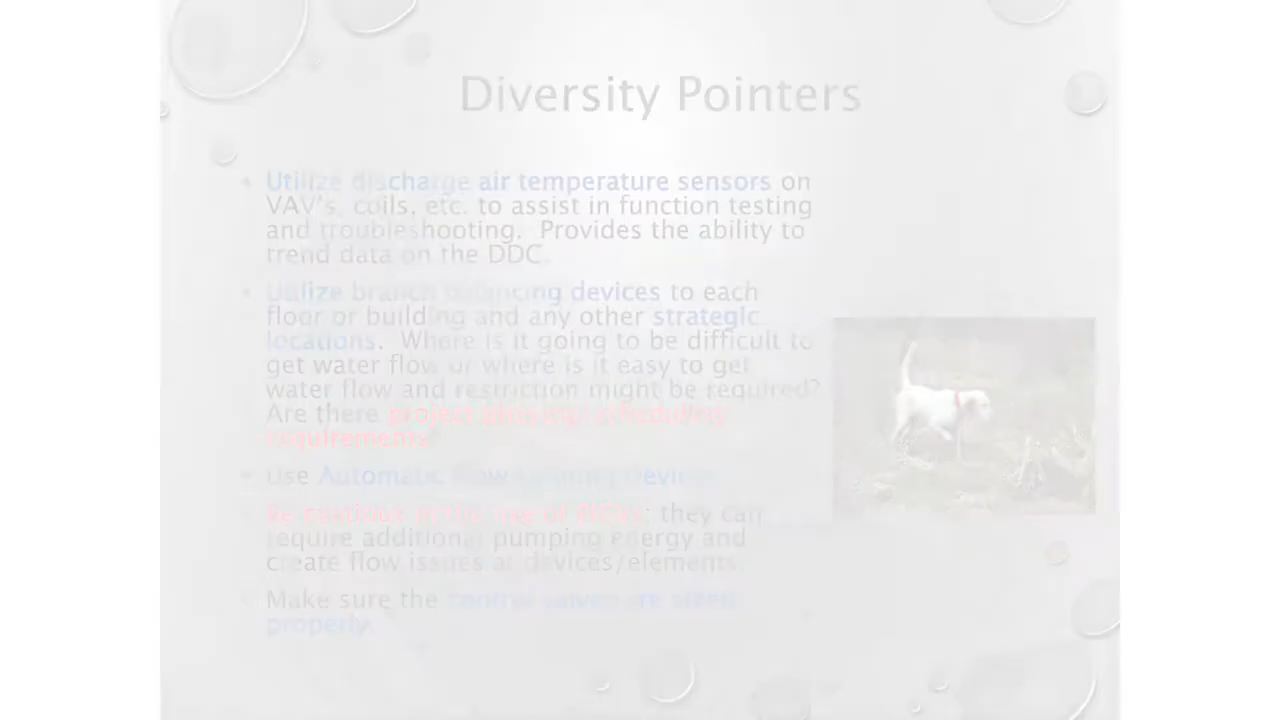 Diversity Pointers
• Utilize discharge air temperature sensors on
VAV's, coils, etc. to assist in function testing
and troubleshooting.  Provides the ability to
trend data on the DDC.
• Utilize branch balancing devices to each
floor or building and any other strategic
locations.  Where is it going to be difficult to
get water flow or where is it easy to get
water flow and restriction might be required?
Are there project phasing/scheduling
requirements?
• Use Automatic Flow Limiting Devices.
Be cautious in the use of; they can
require additional pumping energy and
create flow issues at devices/elements.
Make sure the control valves are sized
properly.